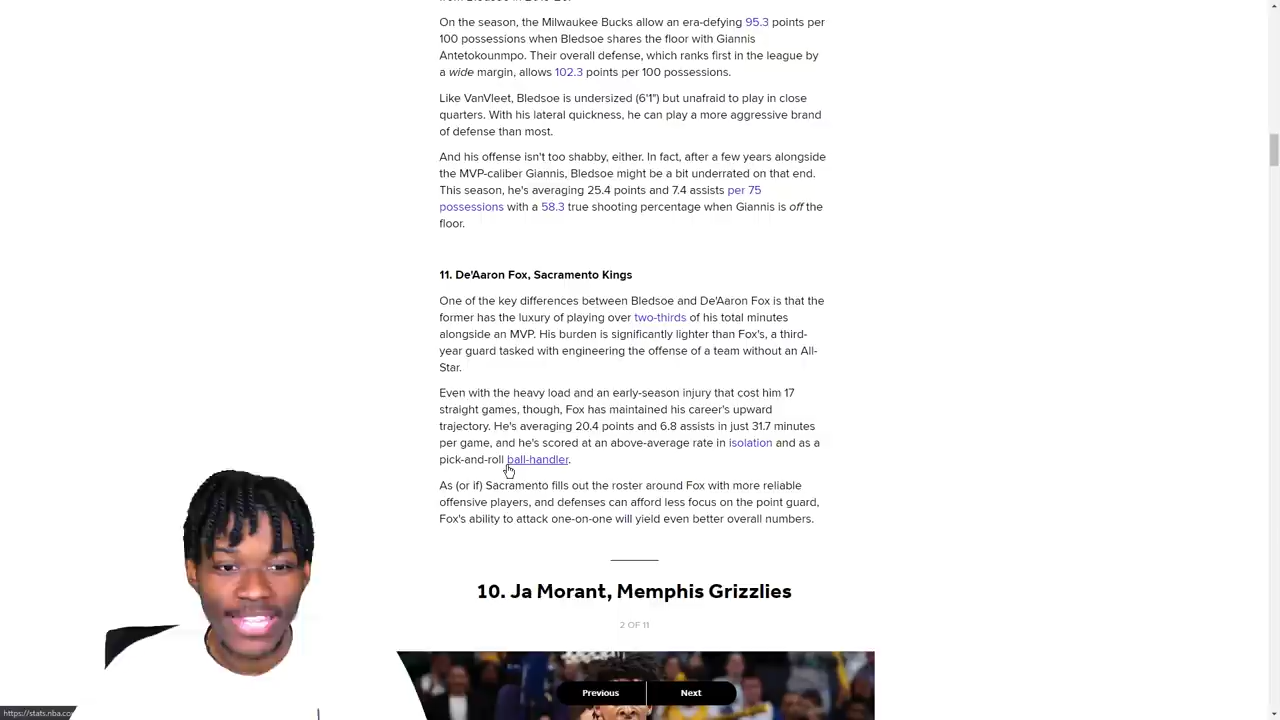 On the season, the Milwaukee Bucks allow an era-defying 95.3 points per
100 possessions when Bledsoe shares the floor with Giannis
Antetokounmpo. Their overall defense, which ranks first in the league by
a wide margin, allows 102.3 points per 100 possessions.
Like VanVleet, Bledsoe is undersized (6'1") but unafraid to play in close
quarters. With his lateral quickness, he can play a more aggressive brand
of defense than most.
And his offense isn't too shabby, either. In fact, after a few years alongside
the MVP-caliber Giannis, Bledsoe might be a bit underrated on that end.
This season, he's averaging 25.4 points and 7.4 assists per 75
possessions with a 58.3 true shooting percentage when Giannis is off the
floor.
11. De'Aaron Fox, Sacramento Kings
One of the key differences between Bledsoe and De'Aaron Fox is that the
former has the luxury of playing over two-thirds of his total minutes
alongside an MVP. His burden is significantly lighter than Fox's, a third-
year guard tasked with engineering the offense of a team without an All-
Star.
Even with the heavy load and an early-season injury that cost him 17
straight games, though, Fox has maintained his career's upward
trajectory. He's averaging 20.4 points and 6.8 assists in just 31.7 minutes
per game, and he's scored at an above-average rate in isolation and as a
pick-and-roll ball-handler.
As (or if) Sacramento fills out the roster around Fox with more reliable
offensive players, and defenses can afford less focus on the point guard,
Fox's ability to attack one-on-one will yield even better overall numbers.
10. Ja Morant, Memphis Grizzlies
2 OF 11
Previous
Next
https://stats.nba.co